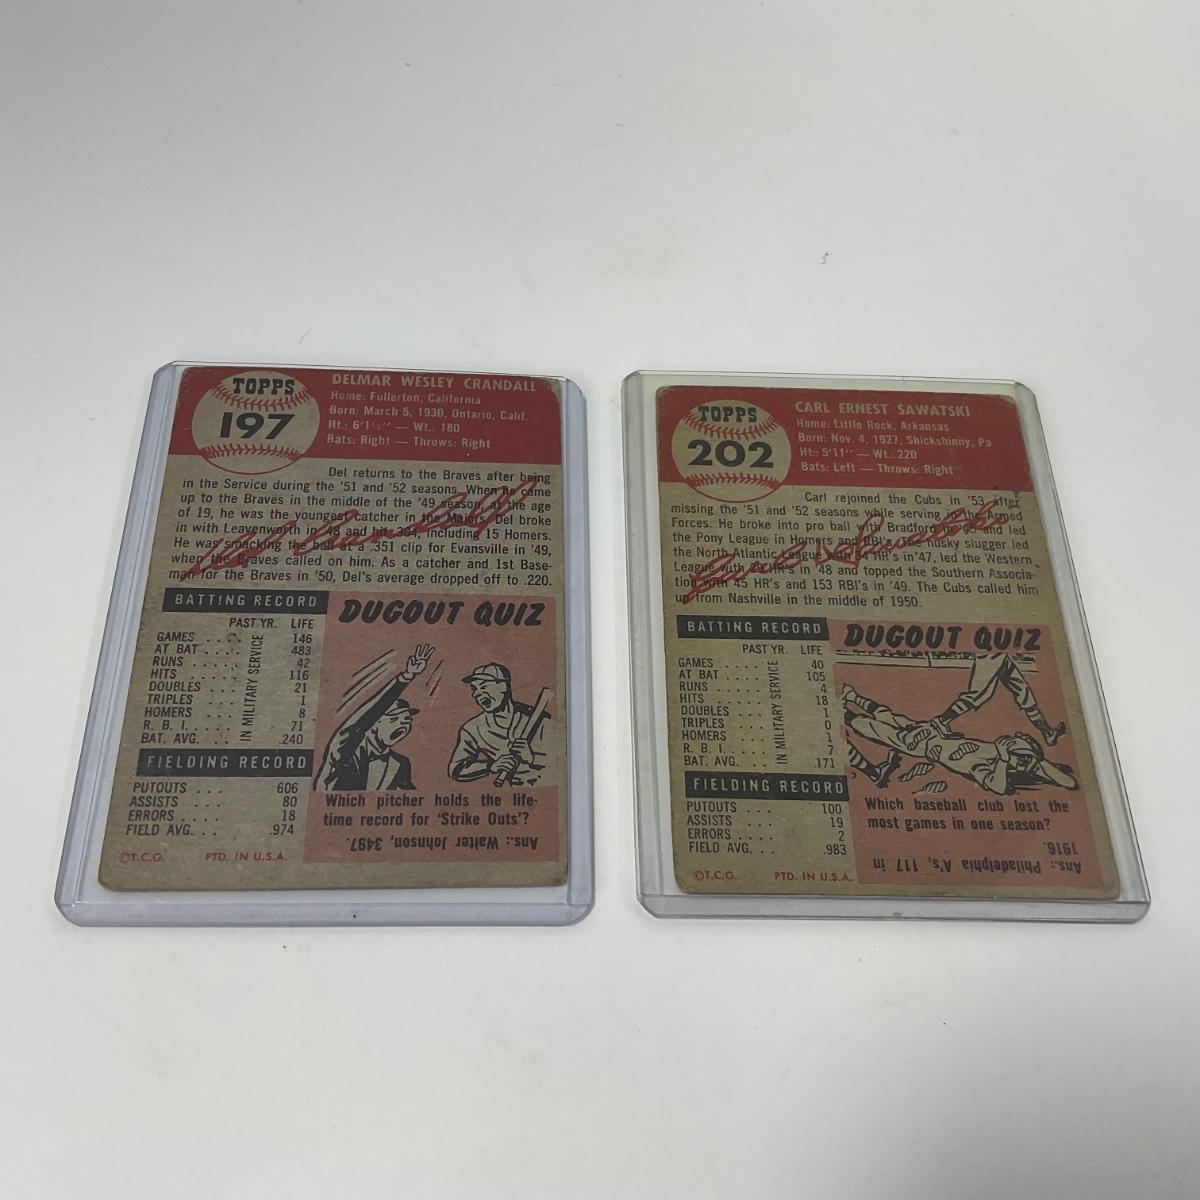 TOPPS
197
DELMAR WESLEY CRANDALL
Home: Fullerton, California
Born: March 5, 1930, Ontario, Calif.
Ht.: 6'1½" — Wt.: 180
Bats: Right — Throws: Right
Del returns to the Braves after being
in the Service during the '51 and '52 seasons. When he came
up to the Braves in the middle of the '49 season, at the age
of 19, he was the youngest catcher in the Majors. Del broke
in with Leavenworth in '48 and hit .304, including 15 Homers.
He was smacking the ball at a .351 clip for Evansville in '49,
when the Braves called on him. As a catcher and 1st Base-
man for the Braves in '50, Del's average dropped off to .220.
BATTING RECORD
PAST YR. LIFE
GAMES .... 146
AT BAT .... 483
RUNS .... 42
HITS .... 116
DOUBLES ... 21
TRIPLES ... 1
HOMERS ... 8
R. B. I. .... 71
BAT. AVG. .. .240
IN MILITARY SERVICE
FIELDING RECORD
PUTOUTS ... 606
ASSISTS ... 80
ERRORS .... 18
FIELD AVG. ... .974
©T.C.G. PTD. IN U.S.A.
DUGOUT QUIZ
Which pitcher holds the life-
time record for 'Strike Outs'?
Ans.: Walter Johnson, 3497.
TOPPS
202
CARL ERNEST SAWATSKI
Home: Little Rock, Arkansas
Born: Nov. 4, 1927, Shickshinny, Pa.
Ht.: 5'11" — Wt.: 220
Bats: Left — Throws: Right
Carl rejoined the Cubs in '53 after
missing the '51 and '52 seasons while serving in the Armed
Forces. He broke into pro ball with Bradford in and led
the Pony League in Homers and RBI's. The husky slugger led
the North Atlantic League with 34 HR's in '47, led the Western
League with 29 HR's in '48 and topped the Southern Associa-
tion with 45 HR's and 153 RBI's in '49. The Cubs called him
up from Nashville in the middle of 1950.
BATTING RECORD
PAST YR. LIFE
GAMES .... 40
AT BAT .... 105
RUNS .... 4
HITS .... 18
DOUBLES ... 1
TRIPLES ... 0
HOMERS ... 1
R. B. I. .... 7
BAT. AVG. .. .171
IN MILITARY SERVICE
FIELDING RECORD
PUTOUTS ... 100
ASSISTS ... 19
ERRORS .... 2
FIELD AVG. ... .983
©T.C.G. PTD. IN U.S.A.
DUGOUT QUIZ
Which baseball club lost the
most games in one season?
Ans.: Philadelphia A's, 117 in
1916.